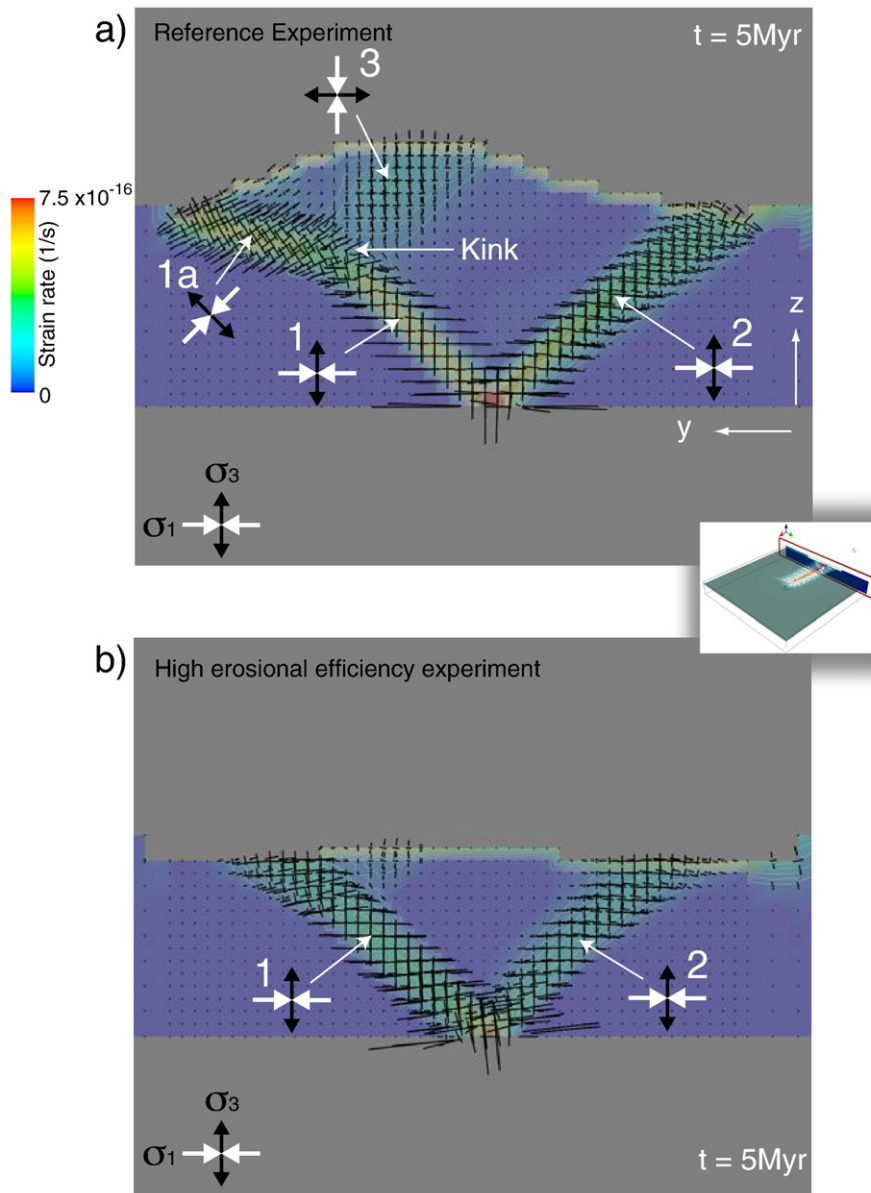 a)
Reference Experiment
t = 5Myr
3
7.5 x10⁻¹⁶
Strain rate (1/s)
0
1a
Kink
1
2
z
y
σ₃
σ₁
b)
High erosional efficiency experiment
1
2
σ₃
σ₁
t = 5Myr